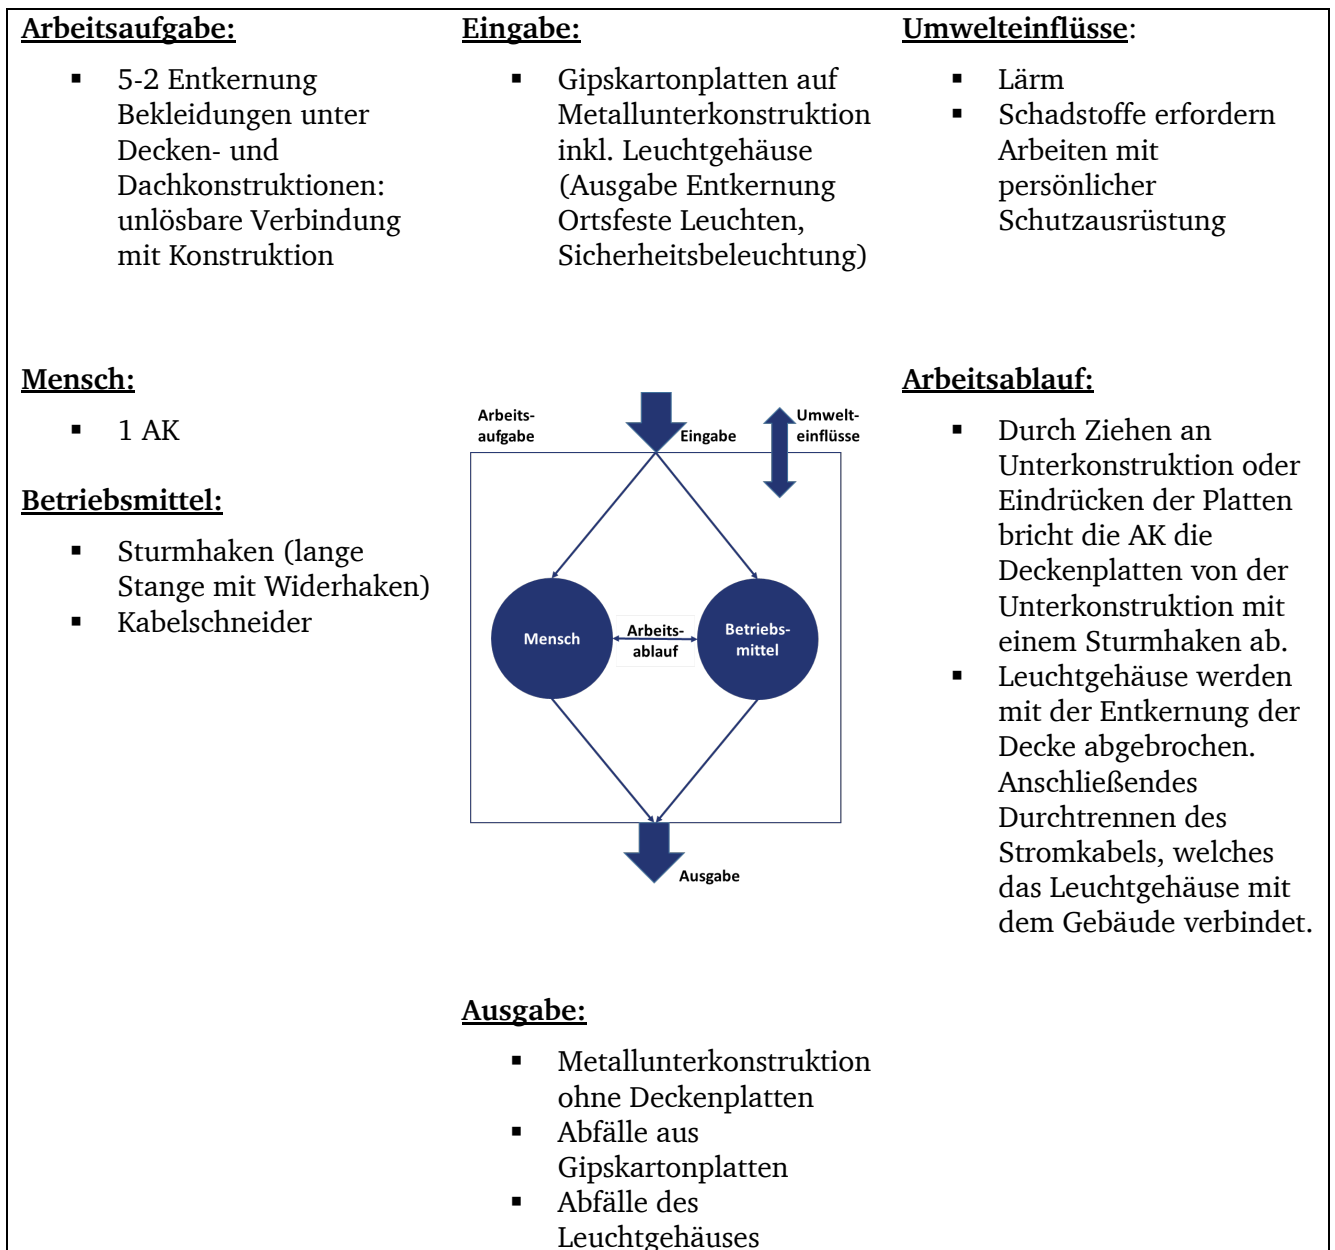 Arbeitsaufgabe:
▪ 5-2 Entkernung
Bekleidungen unter
Decken- und
Dachkonstruktionen:
unlösbare Verbindung
mit Konstruktion
Eingabe:
▪ Gipskartonplatten auf
Metallunterkonstruktion
inkl. Leuchtgehäuse
(Ausgabe Entkernung
Ortsfeste Leuchten,
Sicherheitsbeleuchtung)
Umwelteinflüsse:
▪ Lärm
▪ Schadstoffe erfordern
Arbeiten mit
persönlicher
Schutzausrüstung
Mensch:
▪ 1 AK
Betriebsmittel:
▪ Sturmhaken (lange
Stange mit Widerhaken)
▪ Kabelschneider
Arbeits-
aufgabe
Eingabe
Umwelt-
einflüsse
Mensch
Arbeits-
ablauf
Betriebs-
mittel
Ausgabe
Arbeitsablauf:
▪ Durch Ziehen an
Unterkonstruktion oder
Eindrücken der Platten
bricht die AK die
Deckenplatten von der
Unterkonstruktion mit
einem Sturmhaken ab.
▪ Leuchtgehäuse werden
mit der Entkernung der
Decke abgebrochen.
Anschließendes
Durchtrennen des
Stromkabels, welches
das Leuchtgehäuse mit
dem Gebäude verbindet.
Ausgabe:
▪ Metallunterkonstruktion
ohne Deckenplatten
▪ Abfälle aus
Gipskartonplatten
▪ Abfälle des
Leuchtgehäuses